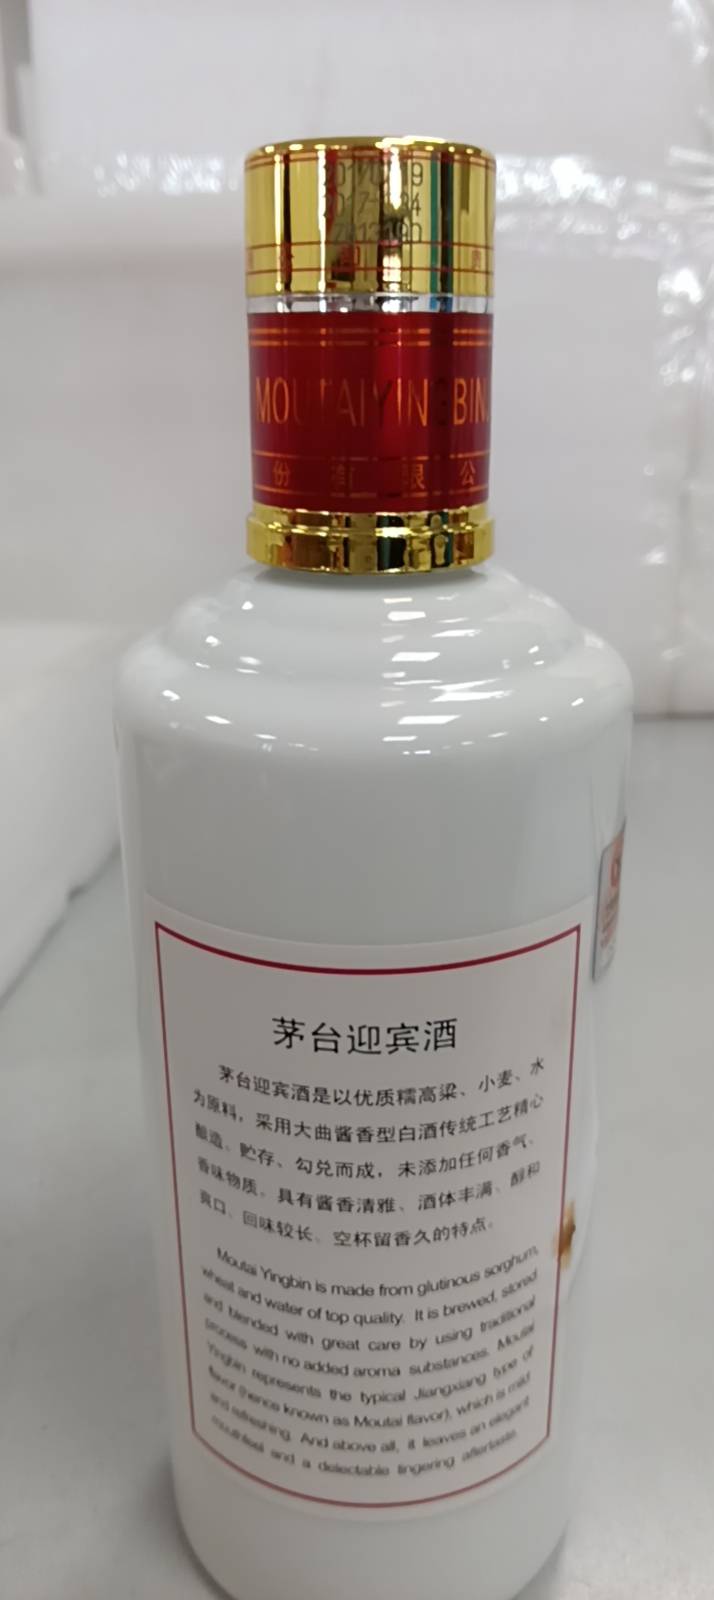 MOUTAIYINGBIN
份有限公
茅台迎宾酒
茅台迎宾酒是以优质糯高粱、小麦、水
为原料，采用大曲酱香型白酒传统工艺精心
酿造、贮存、勾兑而成，未添加任何香气、
香味物质。具有酱香清雅、酒体丰满、醇和
爽口、回味较长、空杯留香久的特点。
Moutai Yingbin is made from glutinous sorghum,
wheat and water of top quality. It is brewed, stored
and blended with great care by using traditional
process with no added aroma substances. Moutai
Yingbin represents the typical Jiangxiang type of
flavor (hence known as Moutai flavor), which is mild
and refreshing. And above all, it leaves an elegant
mouthfeel and a delectable lingering aftertaste.